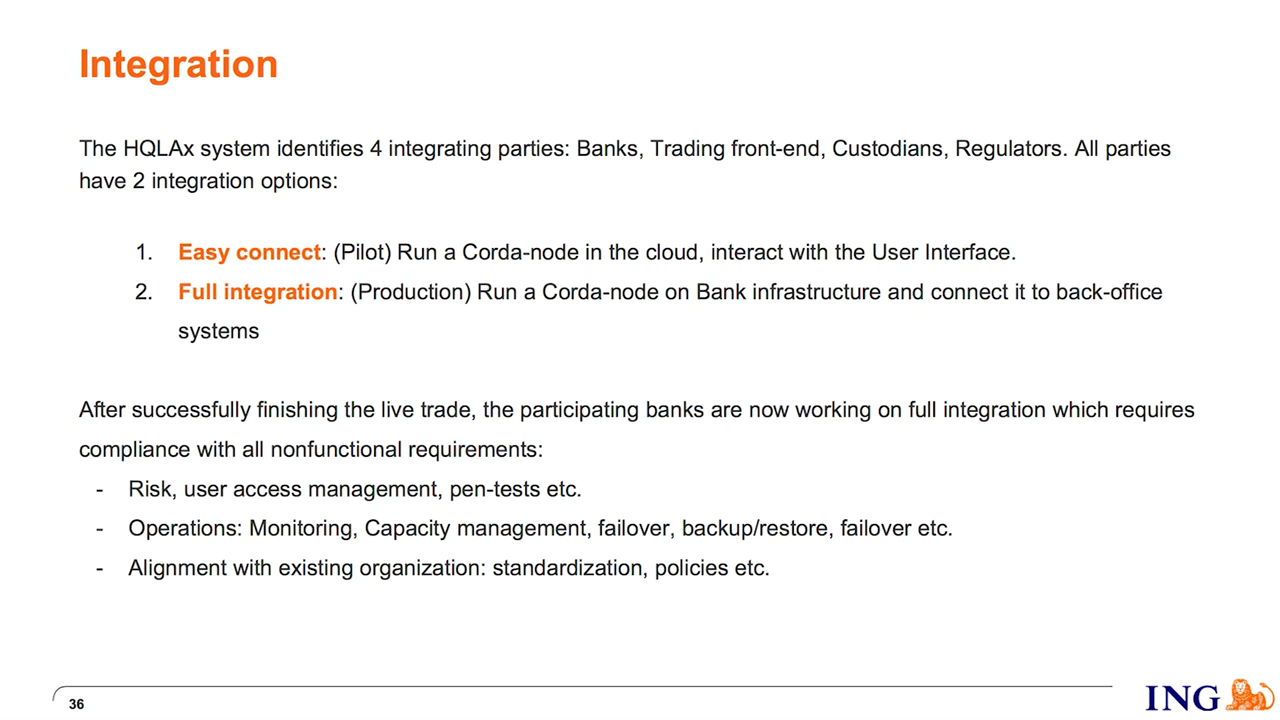 Integration
The HQLAx system identifies 4 integrating parties: Banks, Trading front-end, Custodians, Regulators. All parties
have 2 integration options:
1. Easy connect: (Pilot) Run a Corda-node in the cloud, interact with the User Interface.
2. Full integration: (Production) Run a Corda-node on Bank infrastructure and connect it to back-office
systems
After successfully finishing the live trade, the participating banks are now working on full integration which requires
compliance with all nonfunctional requirements:
- Risk, user access management, pen-tests etc.
- Operations: Monitoring, Capacity management, failover, backup/restore, failover etc.
- Alignment with existing organization: standardization, policies etc.
36
ING